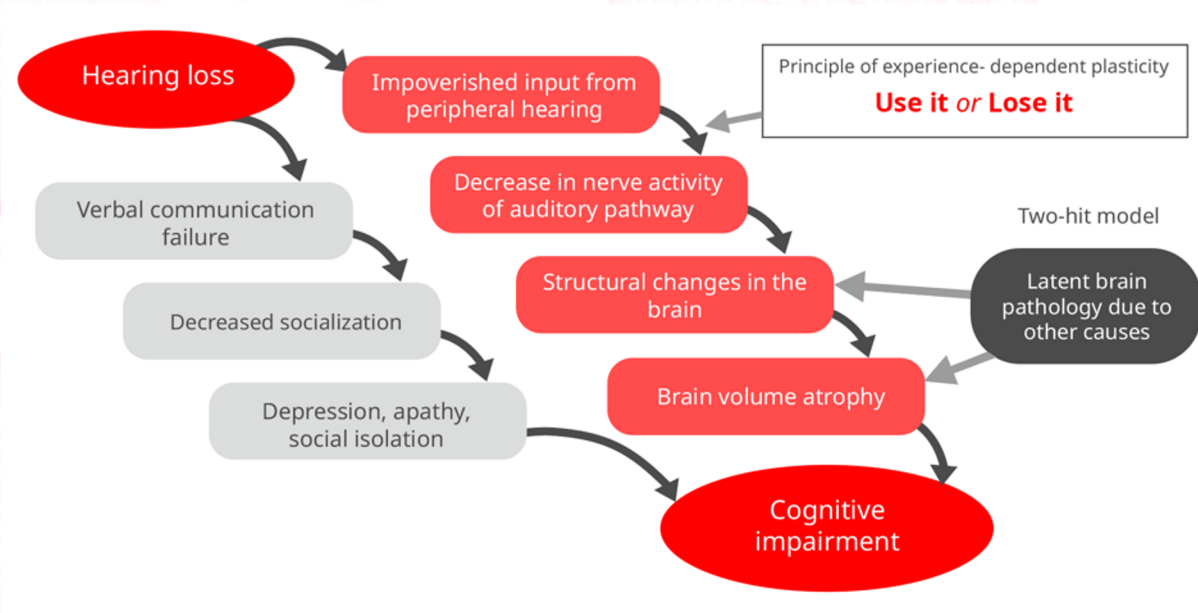 Hearing loss
Impoverished input from
peripheral hearing
Principle of experience- dependent plasticity
Use it or Lose it
Decrease in nerve activity
of auditory pathway
Verbal communication
failure
Two-hit model
Structural changes in the
brain
Latent brain
pathology due to
other causes
Decreased socialization
Brain volume atrophy
Depression, apathy,
social isolation
Cognitive
impairment